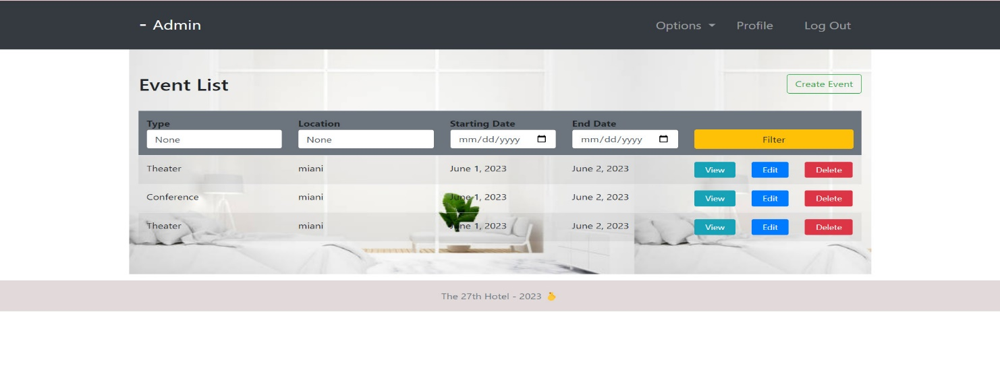 - Admin Options Profile Log Out
Event List Create Event
Type Location Starting Date End Date
None None mm/dd/yyyy mm/dd/yyyy Filter
Theater miani June 1, 2023 June 2, 2023 View Edit Delete
Conference miani June 1, 2023 June 2, 2023 View Edit Delete
Theater miani June 1, 2023 June 2, 2023 View Edit Delete
The 27th Hotel - 2023